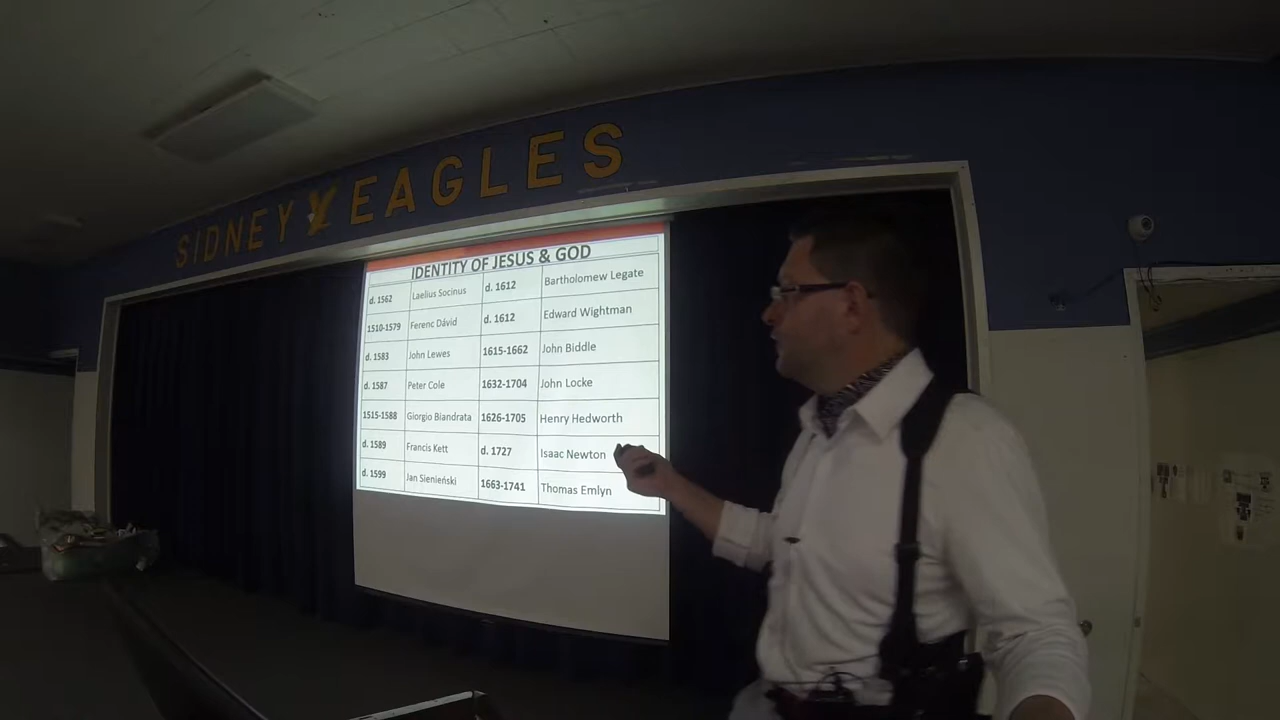 SIDNEY EAGLES
IDENTITY OF JESUS & GOD
d. 1562 Laelius Socinus d. 1612 Bartholomew Legate
1510-1579 Ferenc Dávid d. 1612 Edward Wightman
d. 1583 John Lewes 1615-1662 John Biddle
d. 1587 Peter Cole 1632-1704 John Locke
1515-1588 Giorgio Biandrata 1626-1705 Henry Hedworth
d. 1589 Francis Kett d. 1727 Isaac Newton
d. 1599 Jan Sienieński 1663-1741 Thomas Emlyn